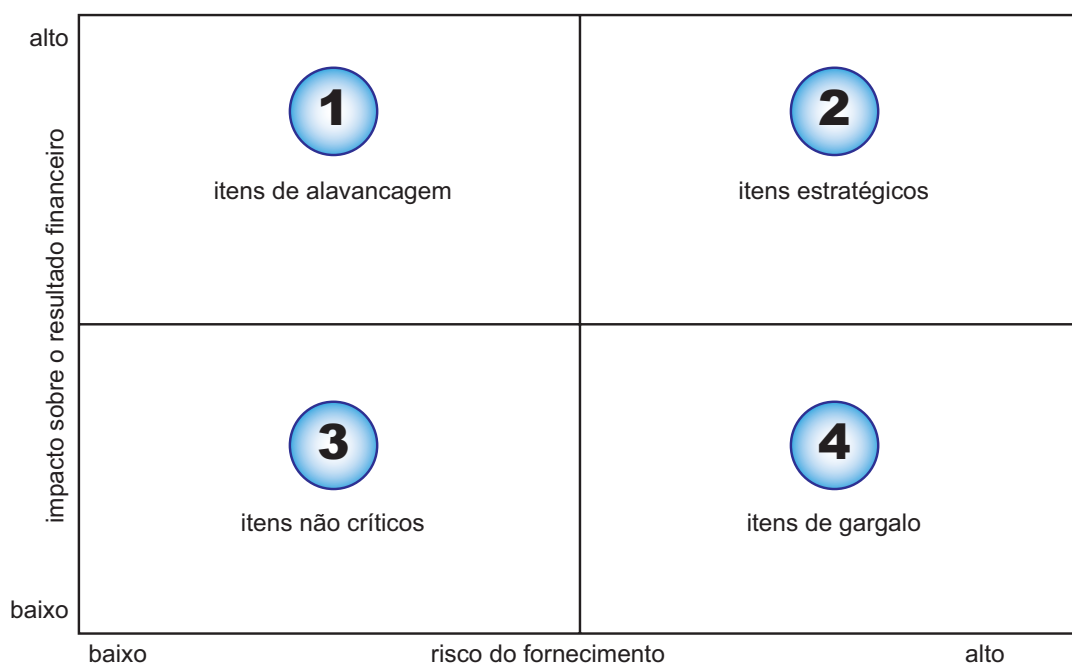 alto
impacto sobre o resultado financeiro
1
itens de alavancagem
2
itens estratégicos
3
itens não críticos
4
itens de gargalo
baixo
baixo
risco do fornecimento
alto